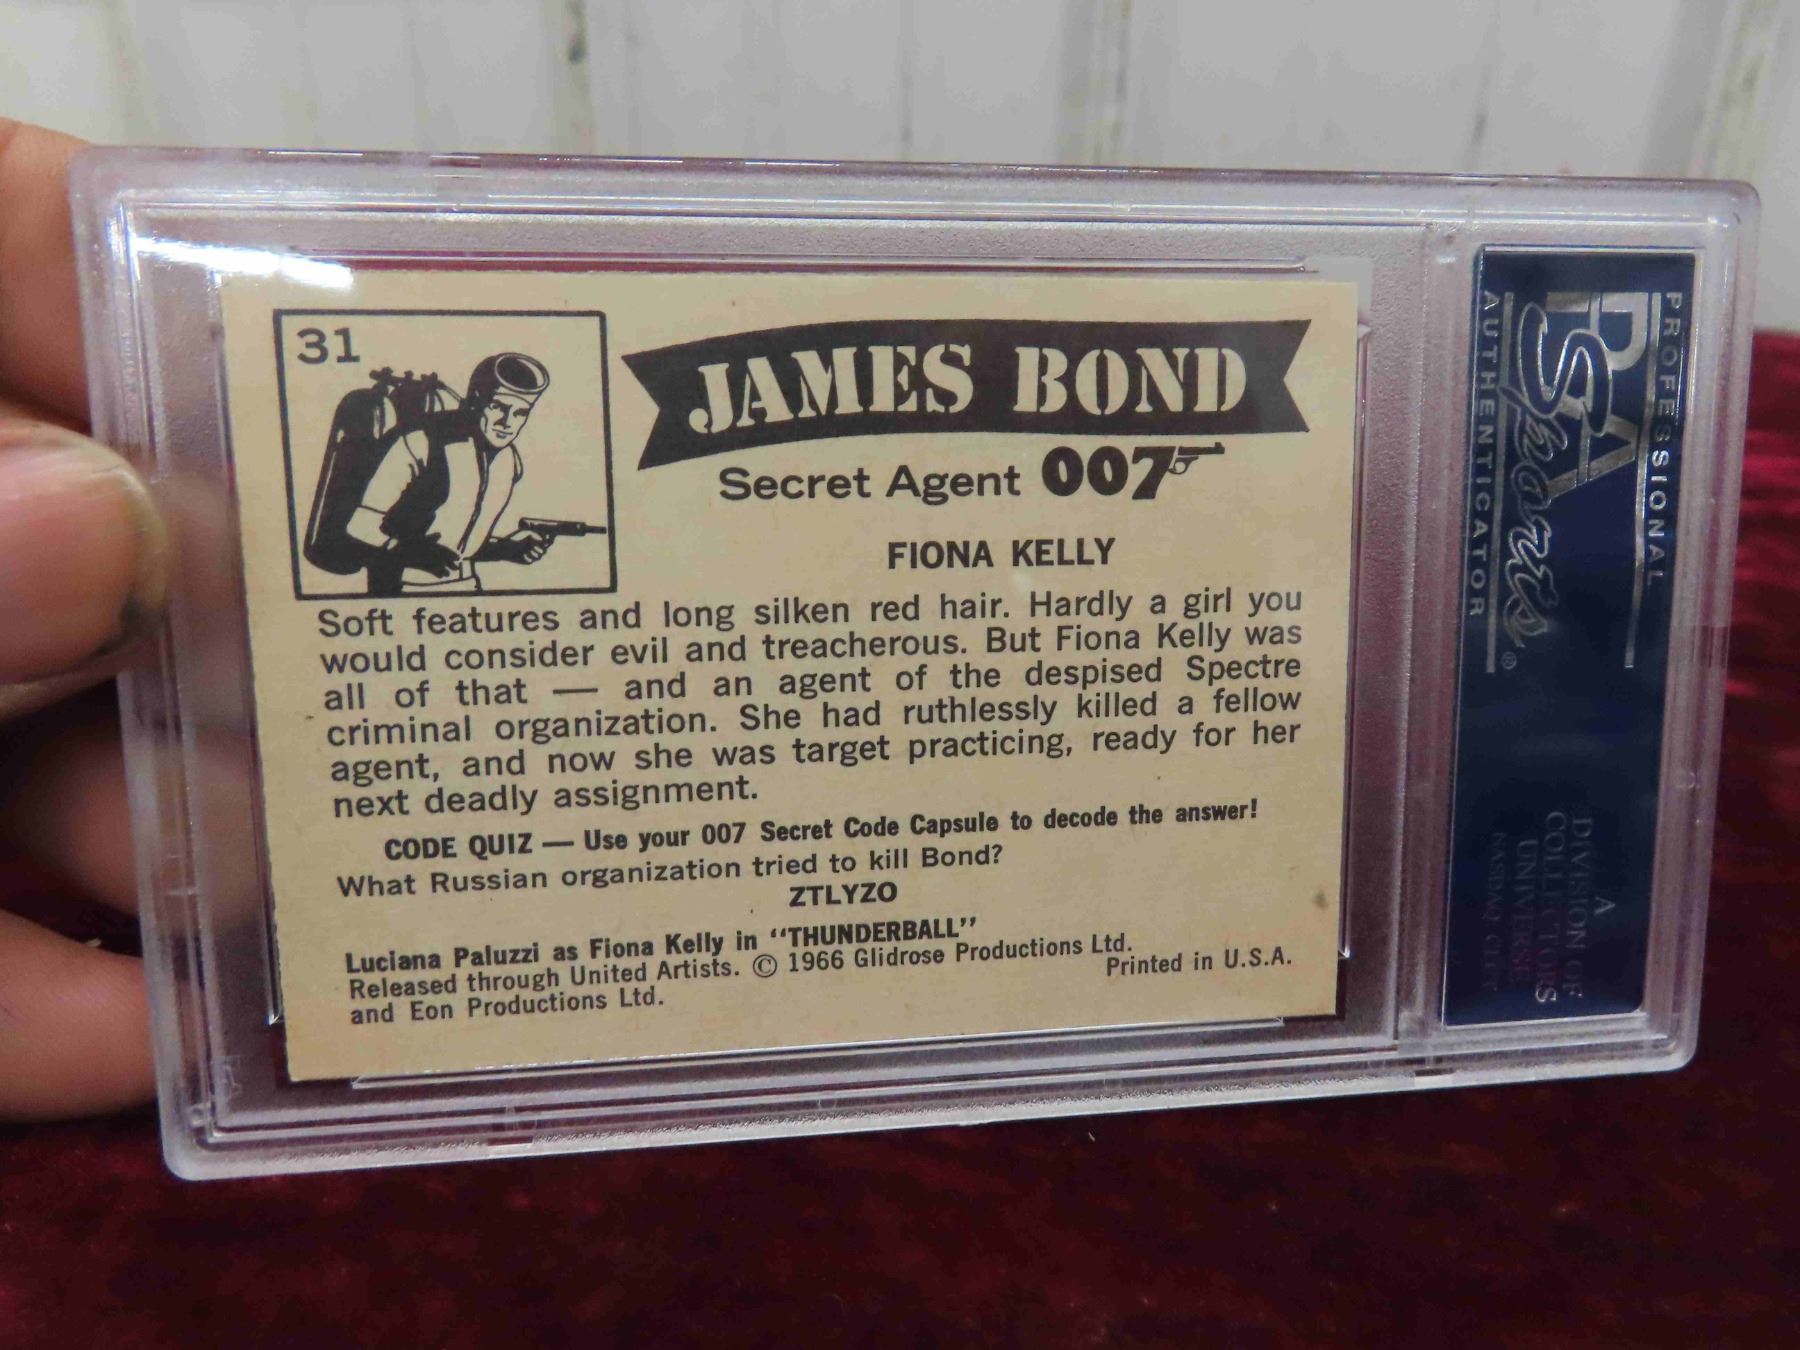 31
JAMES BOND
Secret Agent 007
FIONA KELLY
Soft features and long silken red hair. Hardly a girl you
would consider evil and treacherous. But Fiona Kelly was
all of that — and an agent of the despised Spectre
criminal organization. She had ruthlessly killed a fellow
agent, and now she was target practicing, ready for her
next deadly assignment.
CODE QUIZ — Use your 007 Secret Code Capsule to decode the answer!
What Russian organization tried to kill Bond?
ZTLYZO
Luciana Paluzzi as Fiona Kelly in "THUNDERBALL"
Released through United Artists. © 1966 Glidrose Productions Ltd.
and Eon Productions Ltd.
Printed in U.S.A.
PROFESSIONAL
PSA
Sports®
AUTHENTICATOR
A
DIVISION OF
COLLECTORS
UNIVERSE
NASDAQ: CLCT